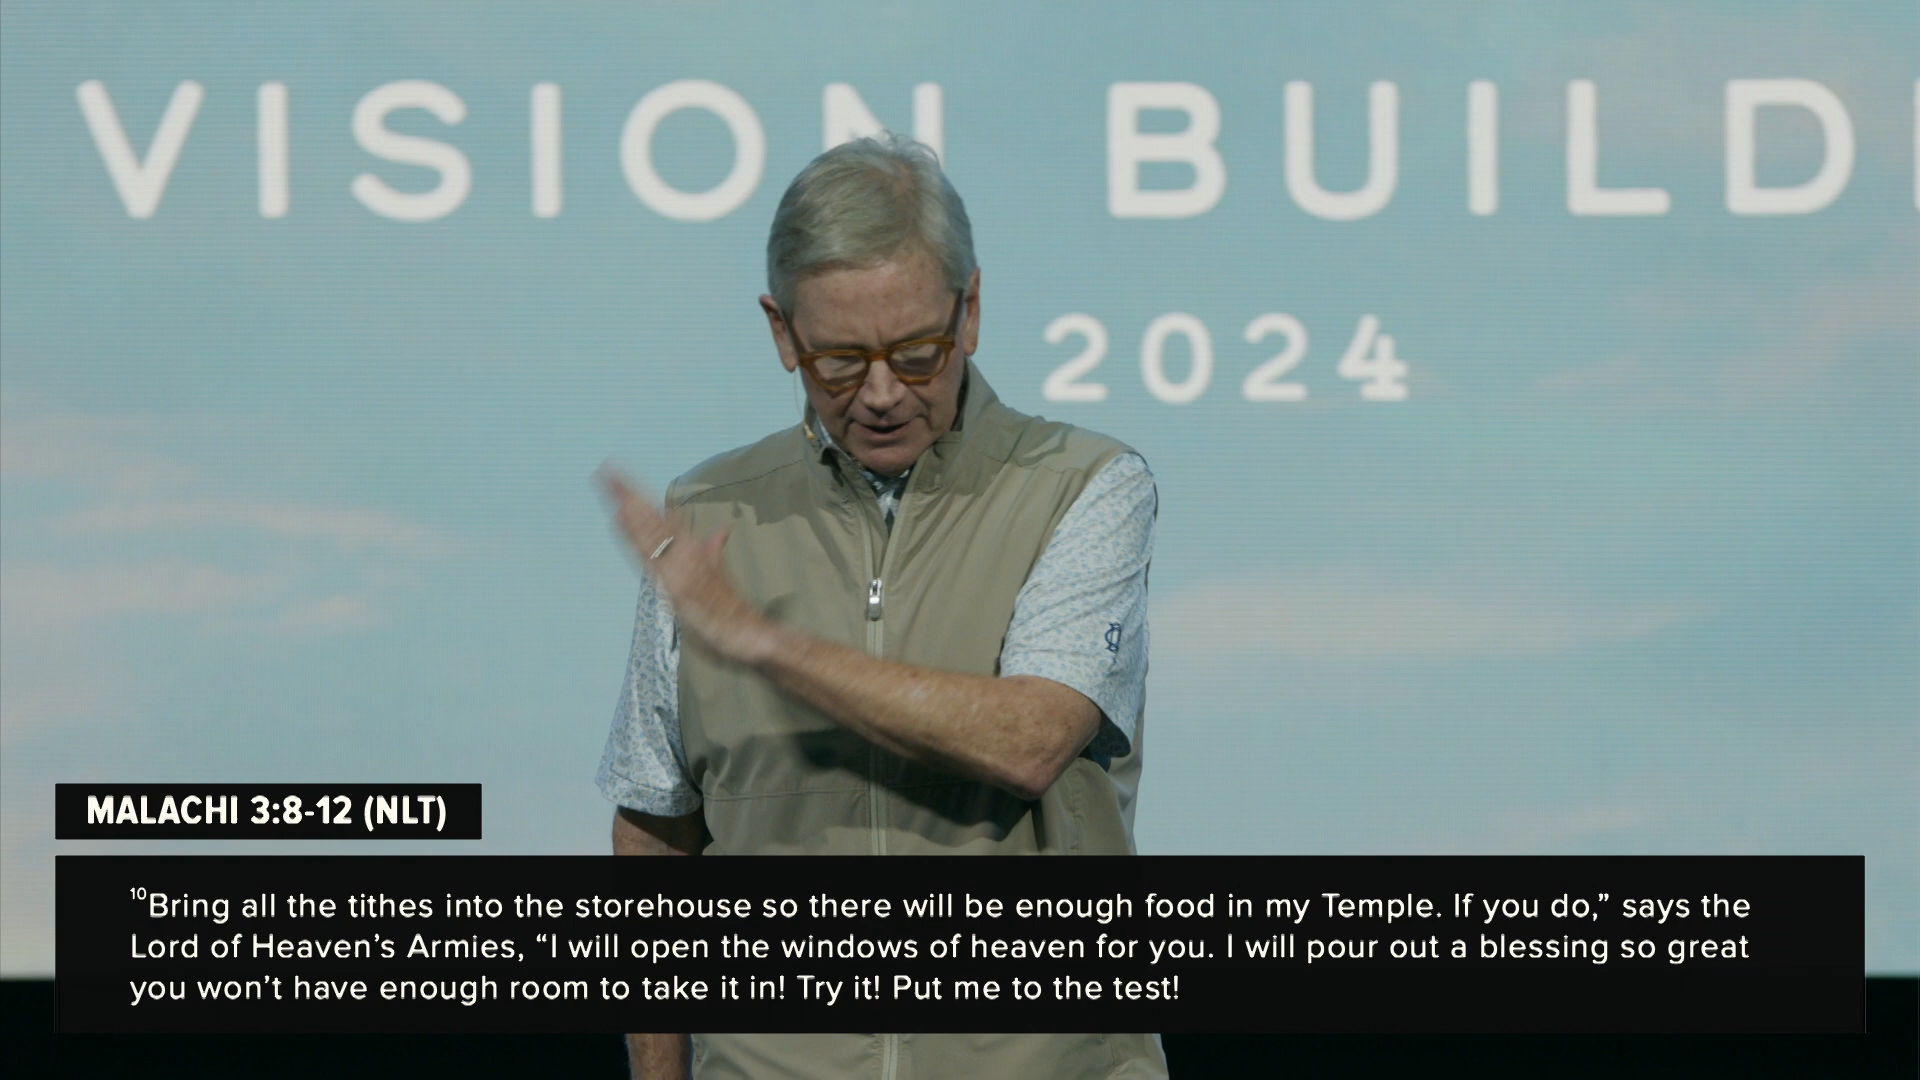 VISION BUILD
2024
MALACHI 3:8-12 (NLT)
10Bring all the tithes into the storehouse so there will be enough food in my Temple. If you do,” says the
Lord of Heaven’s Armies, “I will open the windows of heaven for you. I will pour out a blessing so great
you won’t have enough room to take it in! Try it! Put me to the test!